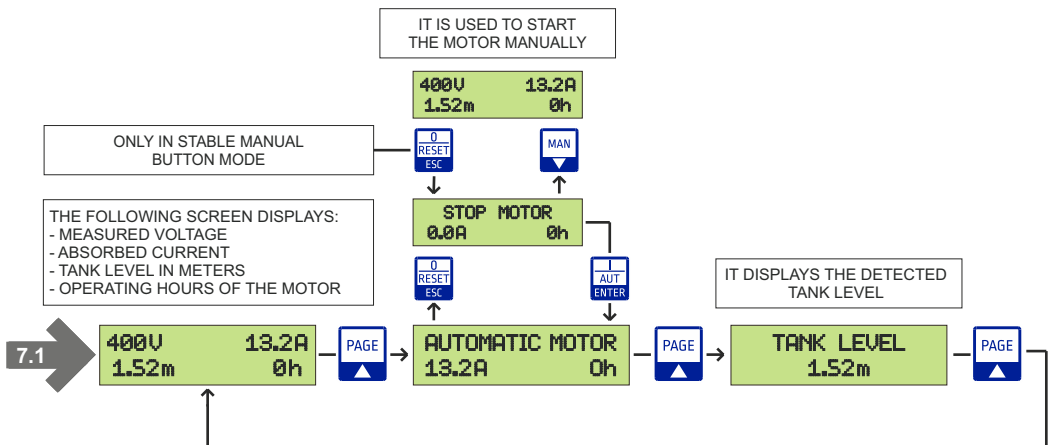 IT IS USED TO START
THE MOTOR MANUALLY
400V 13.2A
1.52m 0h
ONLY IN STABLE MANUAL
BUTTON MODE
0
RESET
ESC
MAN
THE FOLLOWING SCREEN DISPLAYS:
- MEASURED VOLTAGE
- ABSORBED CURRENT
- TANK LEVEL IN METERS
- OPERATING HOURS OF THE MOTOR
STOP MOTOR
0.0A 0h
0
RESET
ESC
I
AUT
ENTER
IT DISPLAYS THE DETECTED
TANK LEVEL
7.1
400V 13.2A
1.52m 0h
PAGE
AUTOMATIC MOTOR
13.2A 0h
PAGE
TANK LEVEL
1.52m
PAGE